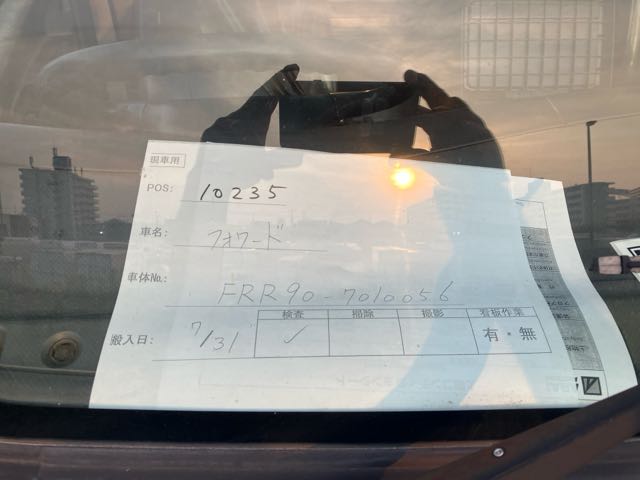 現車用
POS: 10235
車名: フォワード
車体No.: FRR90-7010056
検査 掃除 撮影 看板作業
搬入日: 7/31 ✓ 有・無